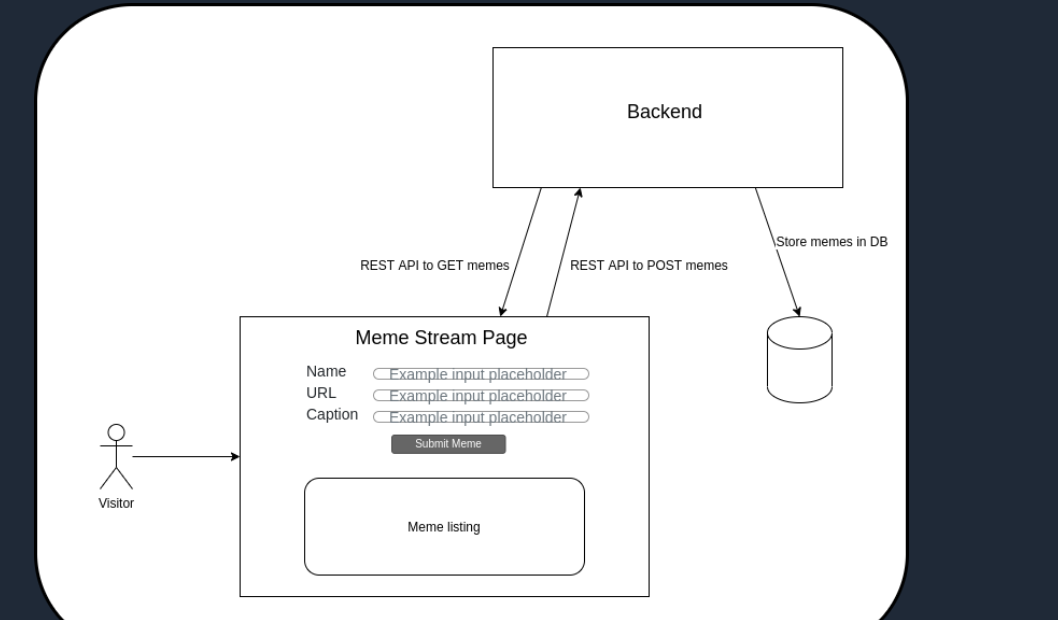 Backend
Store memes in DB
REST API to GET memes
REST API to POST memes
Meme Stream Page
Name
Example input placeholder
URL
Example input placeholder
Caption
Example input placeholder
Submit Meme
Visitor
Meme listing